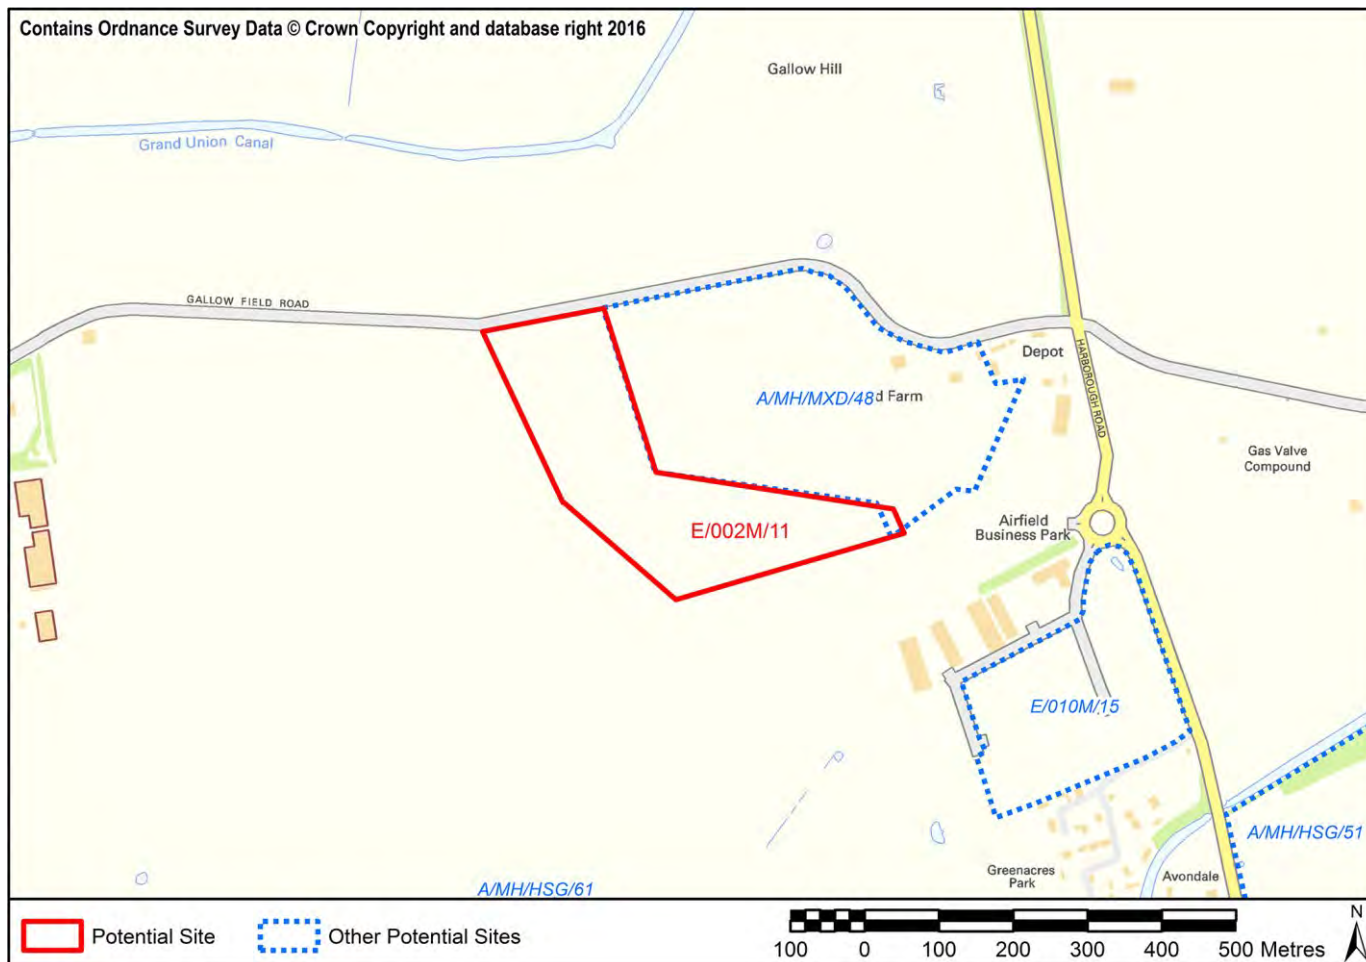 Contains Ordnance Survey Data © Crown Copyright and database right 2016
Gallow Hill
Grand Union Canal
GALLOW FIELD ROAD
Depot
HARBOROUGH ROAD
A/MH/MXD/48
d Farm
Gas Valve
Compound
E/002M/11
Airfield
Business Park
E/010M/15
A/MH/HSG/51
Greenacres
Park
Avondale
A/MH/HSG/61
Potential Site
Other Potential Sites
100 0 100 200 300 400 500 Metres
N